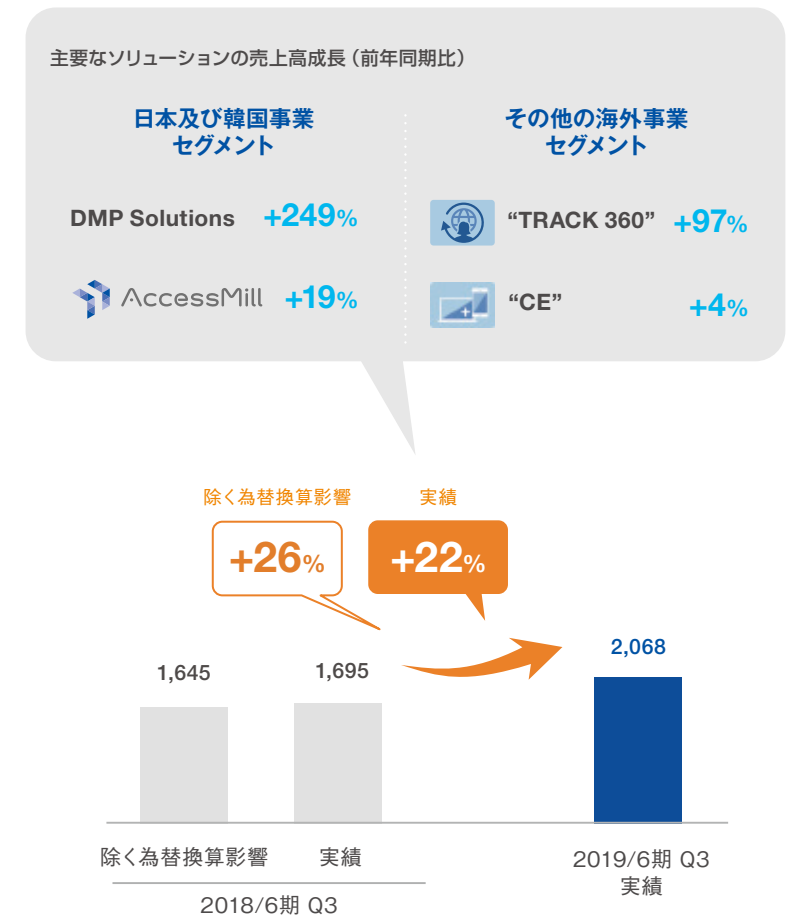 主要なソリューションの売上高成長（前年同期比）
日本及び韓国事業
セグメント
DMP Solutions +249%
AccessMill +19%
その他の海外事業
セグメント
“TRACK 360” +97%
“CE” +4%
除く為替換算影響
+26%
実績
+22%
1,645
1,695
2,068
除く為替換算影響
実績
2018/6期 Q3
2019/6期 Q3
実績